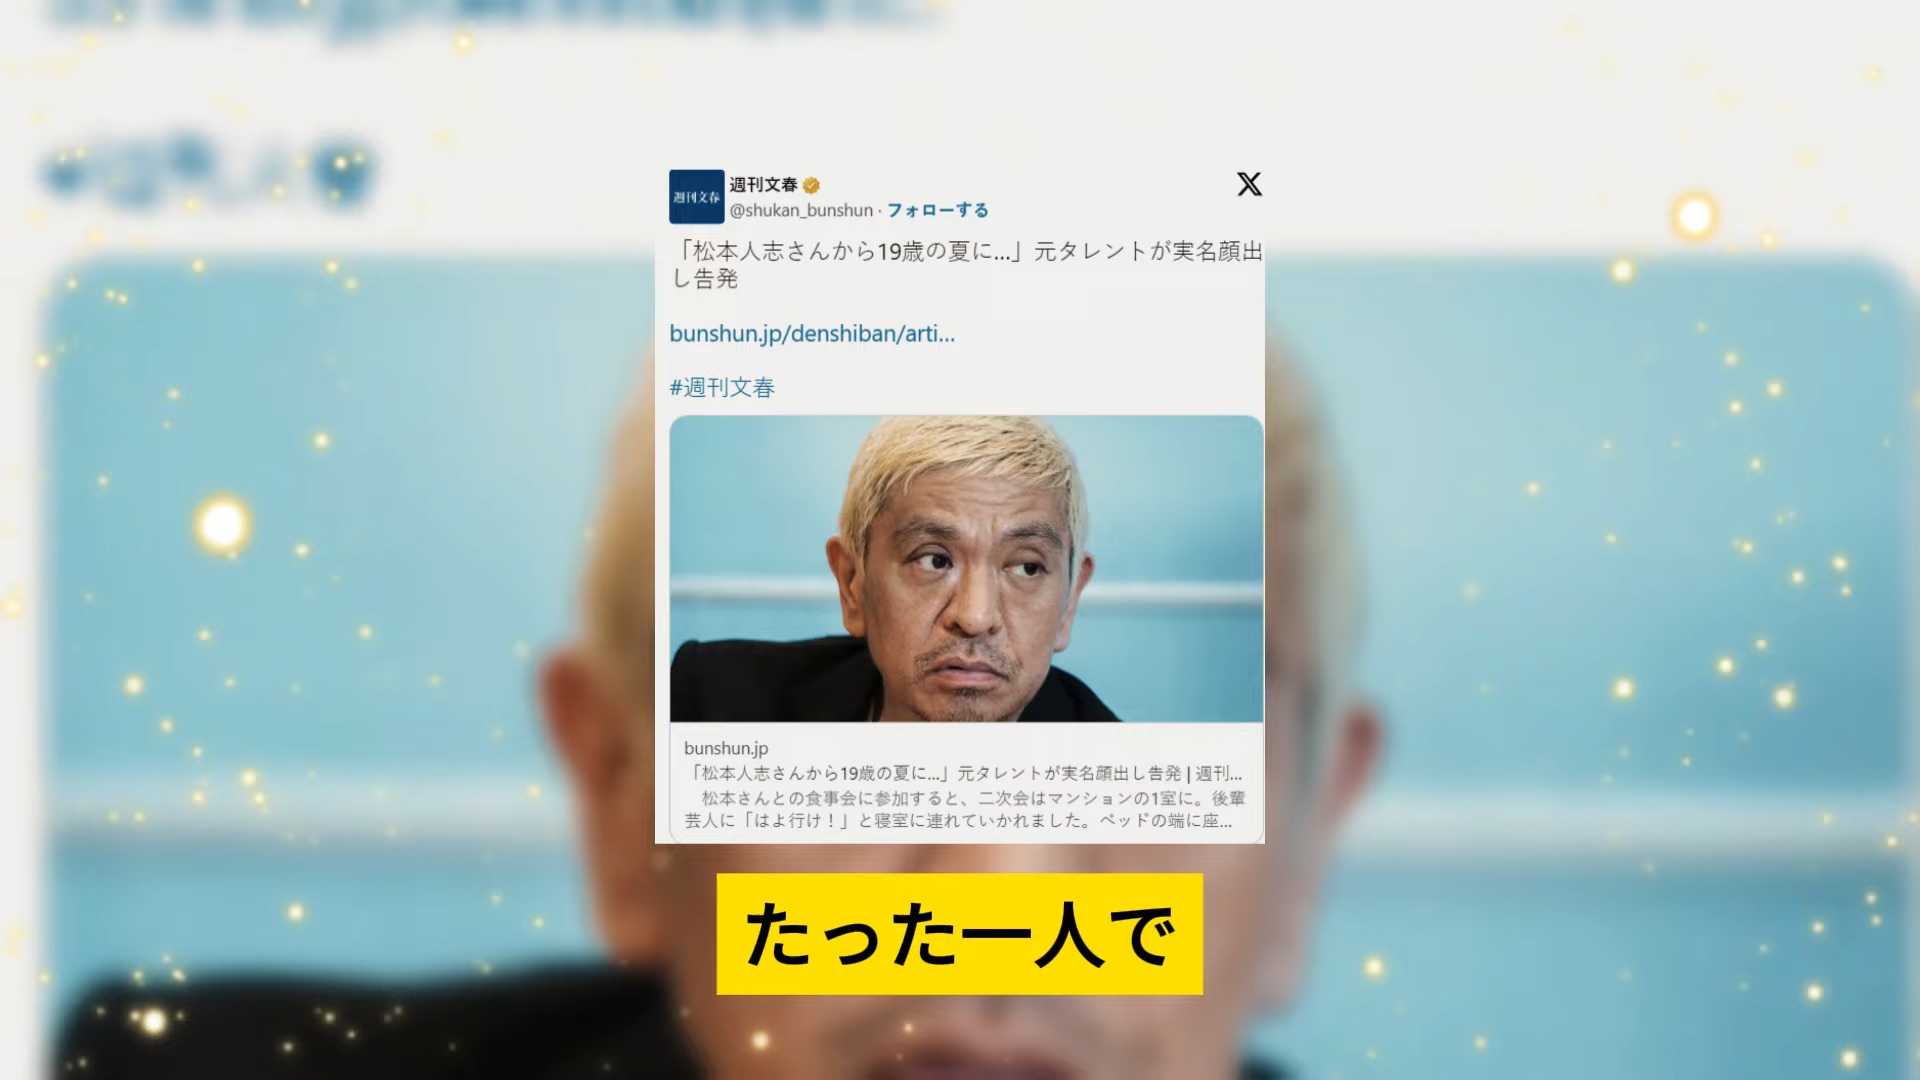 週刊文春
週刊文春
@shukan_bunshun · フォローする
「松本人志さんから19歳の夏に...」元タレントが実名顔出
し告発
bunshun.jp/denshiban/arti...
#週刊文春
bunshun.jp
「松本人志さんから19歳の夏に...」元タレントが実名顔出し告発 | 週刊...
松本さんとの食事会に参加すると、二次会はマンションの1室に。後輩
芸人に「はよ行け！」と寝室に連れていかれました。ベッドの端に座...
たった一人で